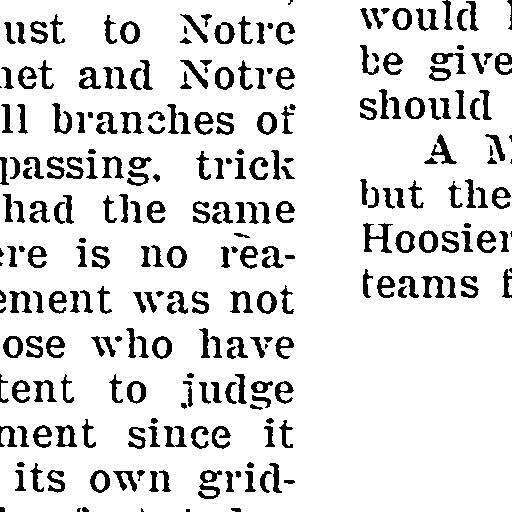 ust to Notre
net and Notre
ll branches of
passing, trick
had the same
ere is no rea-
ement was not
ose who have
tent to judge
ment since it
its own grid-
would
be give
should
A M
but the
Hoosier
teams f